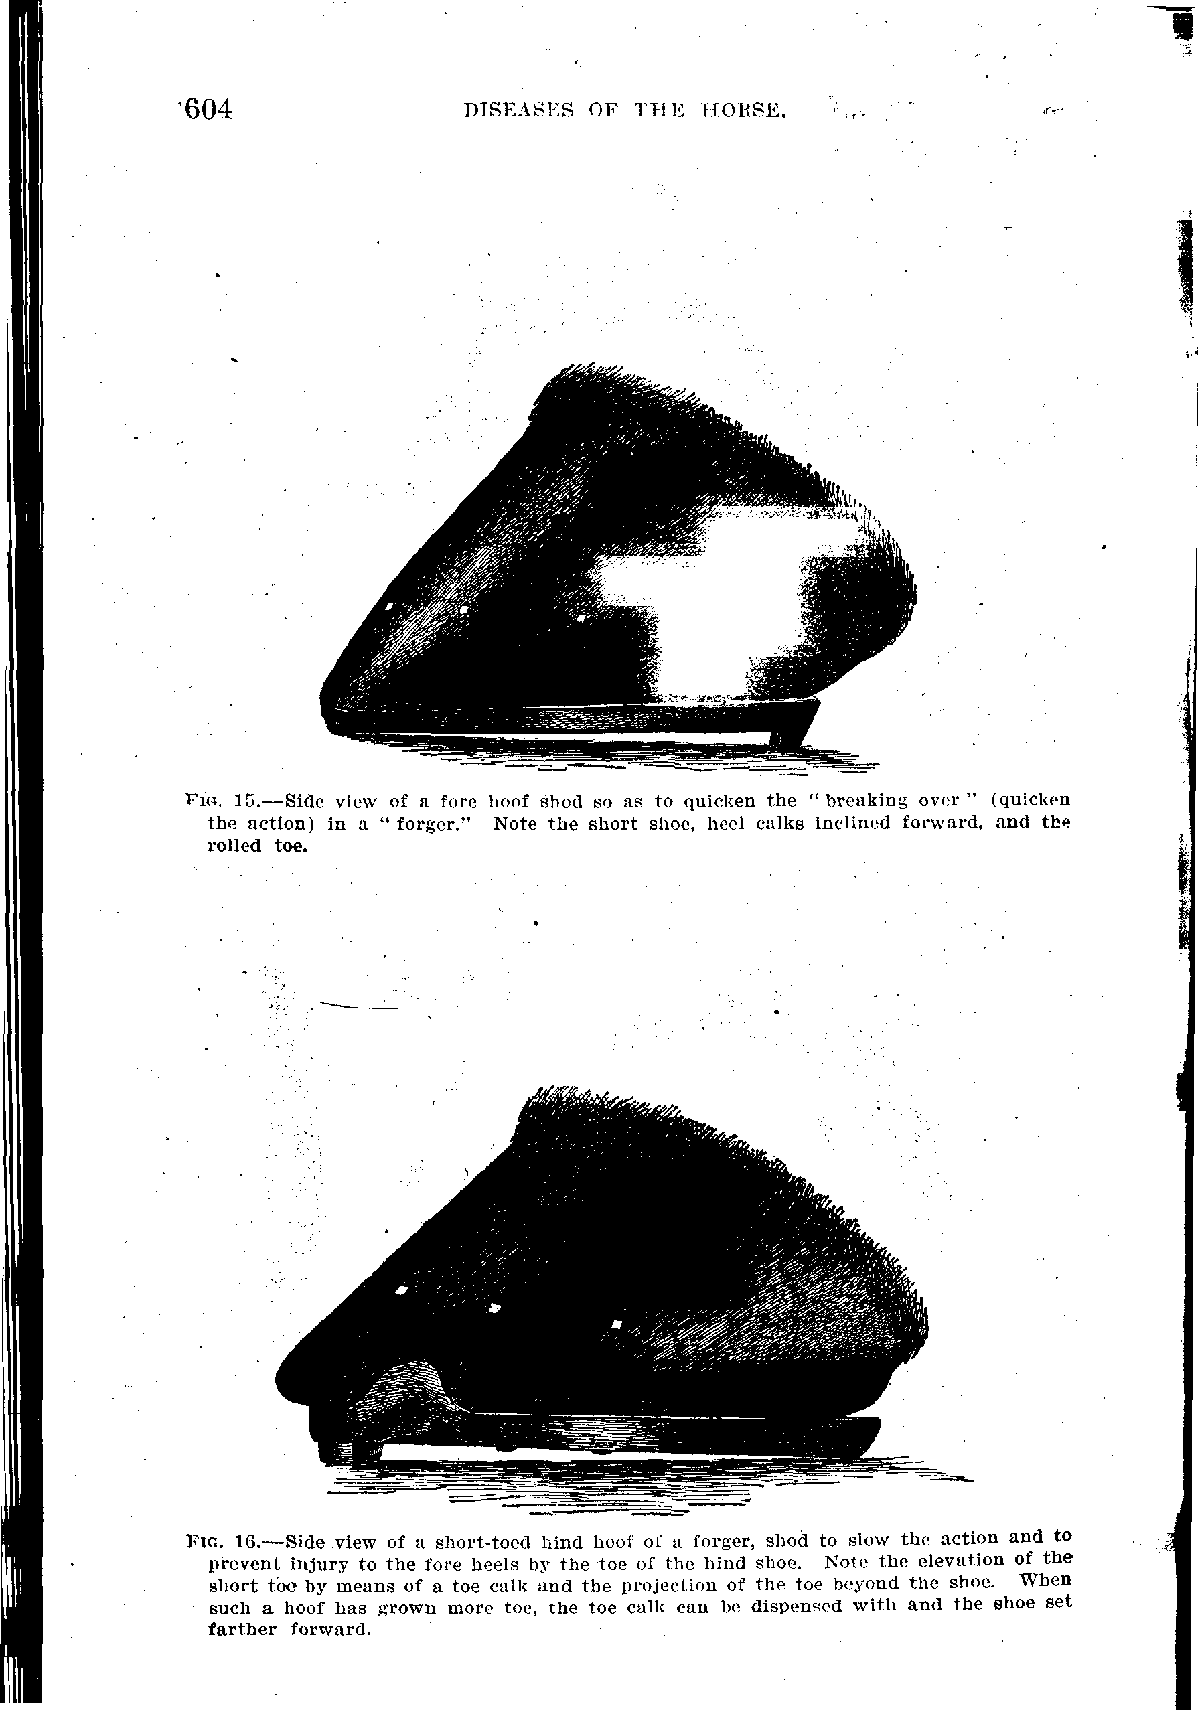 604
DISEASES OF THE HORSE.
FIG. 15.—Side view of a fore hoof shod so as to quicken the "breaking over" (quicken
the action) in a "forger." Note the short shoe, heel calks inclined forward, and the
rolled toe.
FIG. 16.—Side view of a short-toed hind hoof of a forger, shod to slow the action and to
prevent injury to the fore heels by the toe of the hind shoe. Note the elevation of the
short toe by means of a toe calk and the projection of the toe beyond the shoe. When
such a hoof has grown more toe, the toe calk can be dispensed with and the shoe set
farther forward.